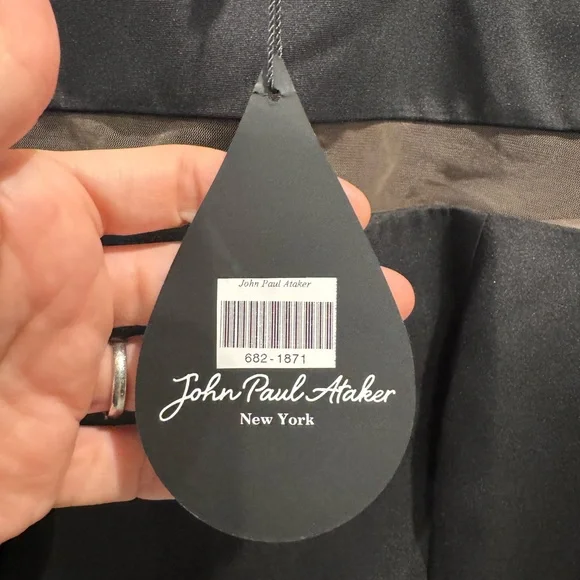 John Paul Ataker
682-1871
John Paul Ataker
New York